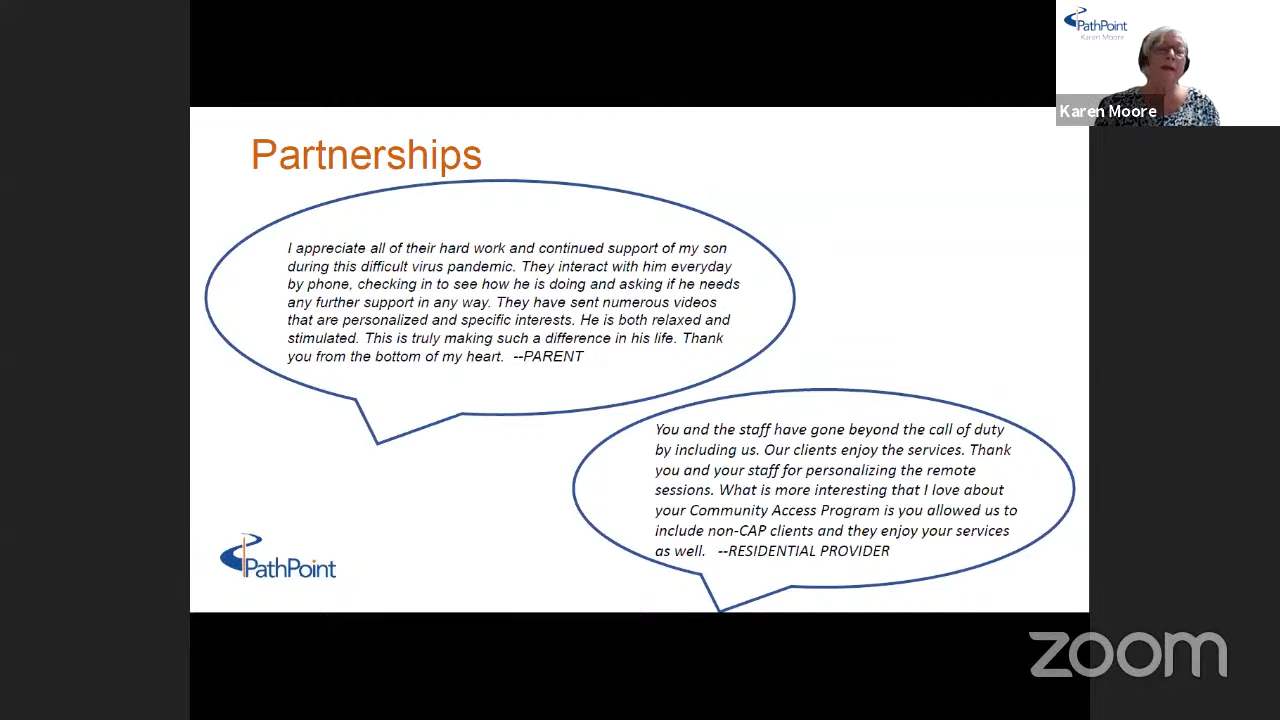 PathPoint
Karen Moore
Karen Moore
Partnerships
I appreciate all of their hard work and continued support of my son
during this difficult virus pandemic. They interact with him everyday
by phone, checking in to see how he is doing and asking if he needs
any further support in any way. They have sent numerous videos
that are personalized and specific interests. He is both relaxed and
stimulated. This is truly making such a difference in his life. Thank
you from the bottom of my heart. --PARENT
You and the staff have gone beyond the call of duty
by including us. Our clients enjoy the services. Thank
you and your staff for personalizing the remote
sessions. What is more interesting that I love about
your Community Access Program is you allowed us to
include non-CAP clients and they enjoy your services
as well. --RESIDENTIAL PROVIDER
PathPoint
zoom